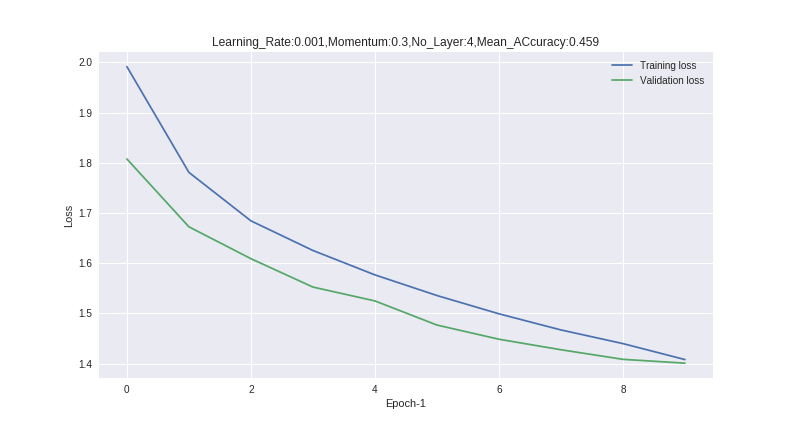 Learning_Rate:0.001,Momentum:0.3,No_Layer:4,Mean_ACcuracy:0.459
Training loss
Validation loss
2.0
1.9
1.8
1.7
1.6
1.5
1.4
Loss
0 2 4 6 8
Epoch-1